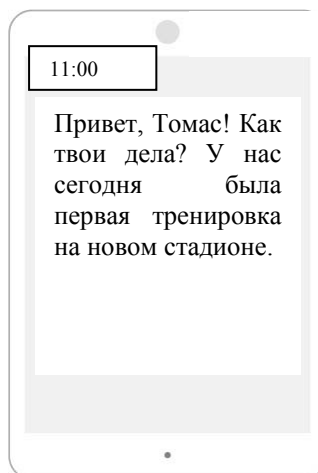 11:00
Привет, Томас! Как
твои дела? У нас
сегодня была
первая тренировка
на новом стадионе.